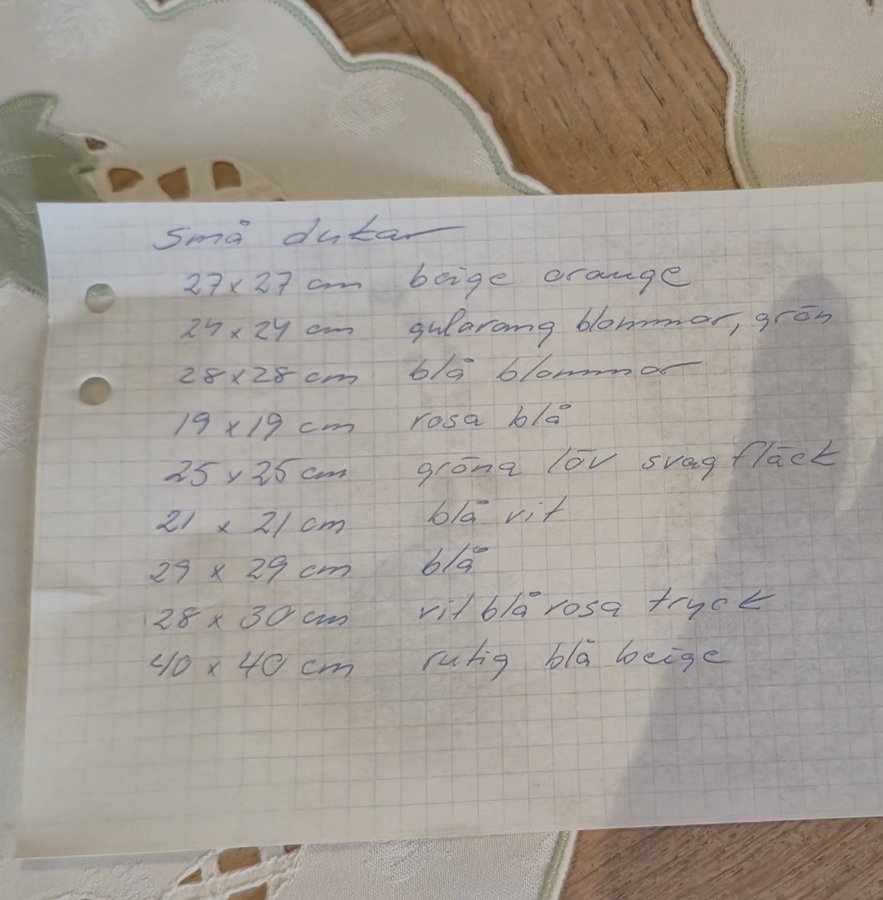 små dukar
27 x 27 cm beige orange
24 x 24 cm gularang blommor, grön
28 x 28 cm blå blommor
19 x 19 cm rosa blå
25 x 25 cm gröna löv svag fläck
21 x 21 cm blå vit
29 x 29 cm blå
28 x 30 cm vit blå rosa tryck
40 x 40 cm rutig blå beige